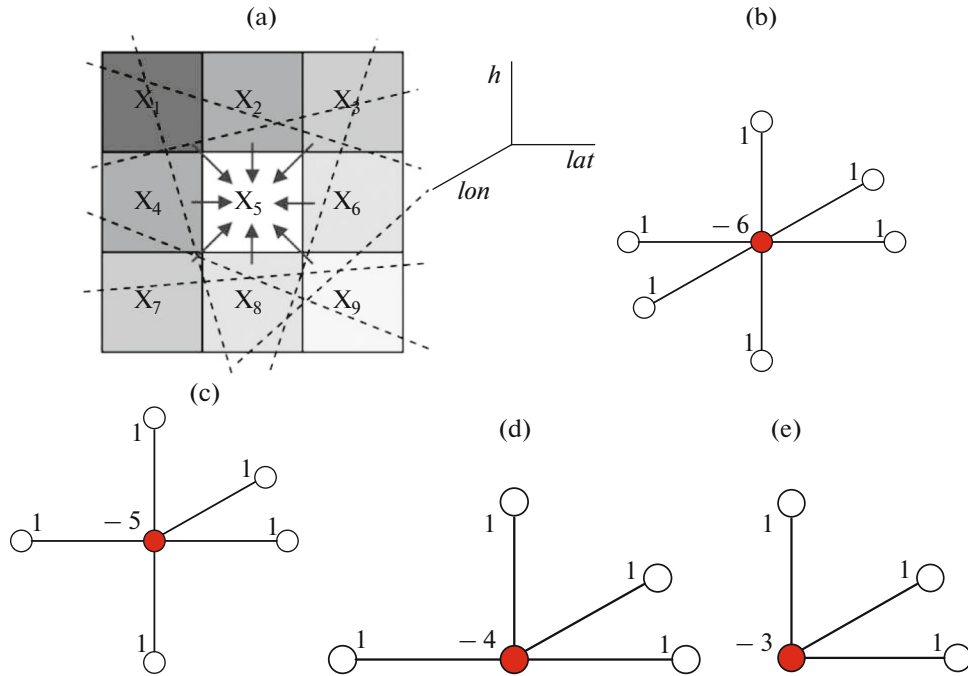 (a)
X₁ X₂ X₃
X₄ X₅ X₆
X₇ X₈ X₉
h
lat
lon
(b)
1
1
1 − 6 1
1
1
(c)
1
1
1 − 5 1
1
(d)
1
1
1 − 4 1
(e)
1
1
− 3 1